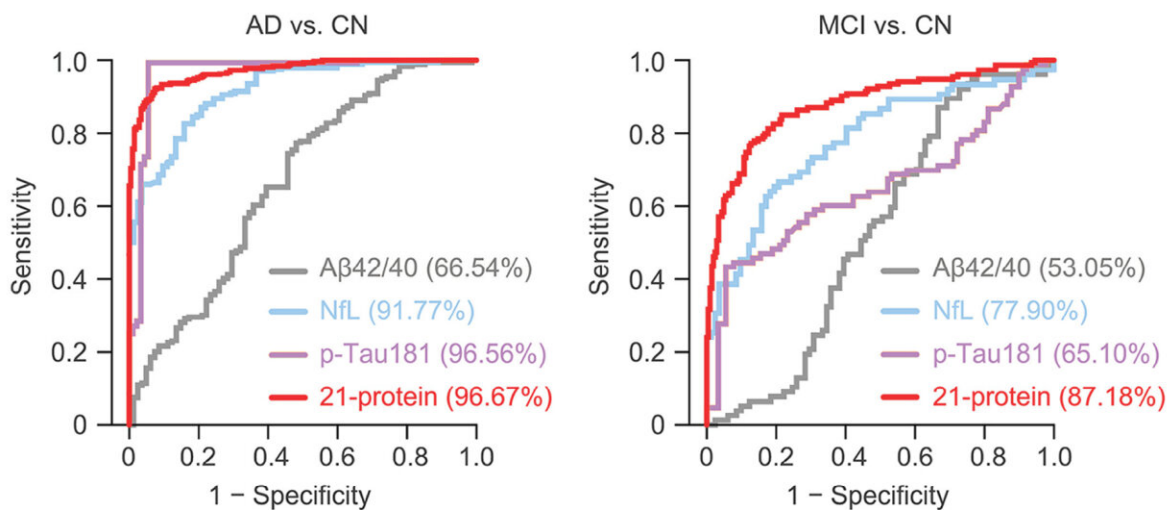 AD vs. CN
1.0
0.8
0.6
0.4
0.2
0
Sensitivity
Aβ42/40 (66.54%)
NfL (91.77%)
p-Tau181 (96.56%)
21-protein (96.67%)
0 0.2 0.4 0.6 0.8 1.0
1 − Specificity
MCI vs. CN
1.0
0.8
0.6
0.4
0.2
0
Sensitivity
Aβ42/40 (53.05%)
NfL (77.90%)
p-Tau181 (65.10%)
21-protein (87.18%)
0 0.2 0.4 0.6 0.8 1.0
1 − Specificity